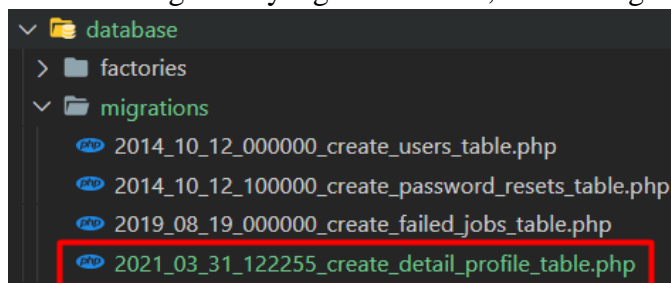 database
factories
migrations
2014_10_12_000000_create_users_table.php
2014_10_12_100000_create_password_resets_table.php
2019_08_19_000000_create_failed_jobs_table.php
2021_03_31_122255_create_detail_profile_table.php